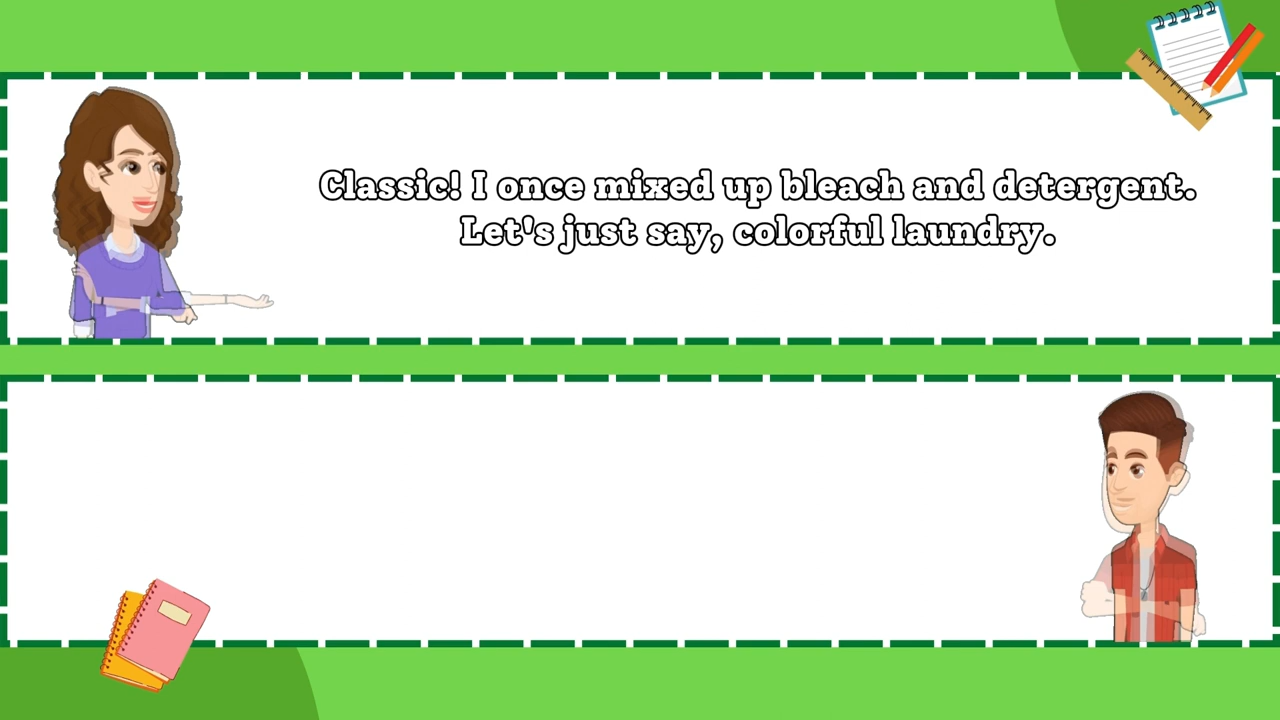 Classic! I once mixed up bleach and detergent.
Let's just say, colorful laundry.